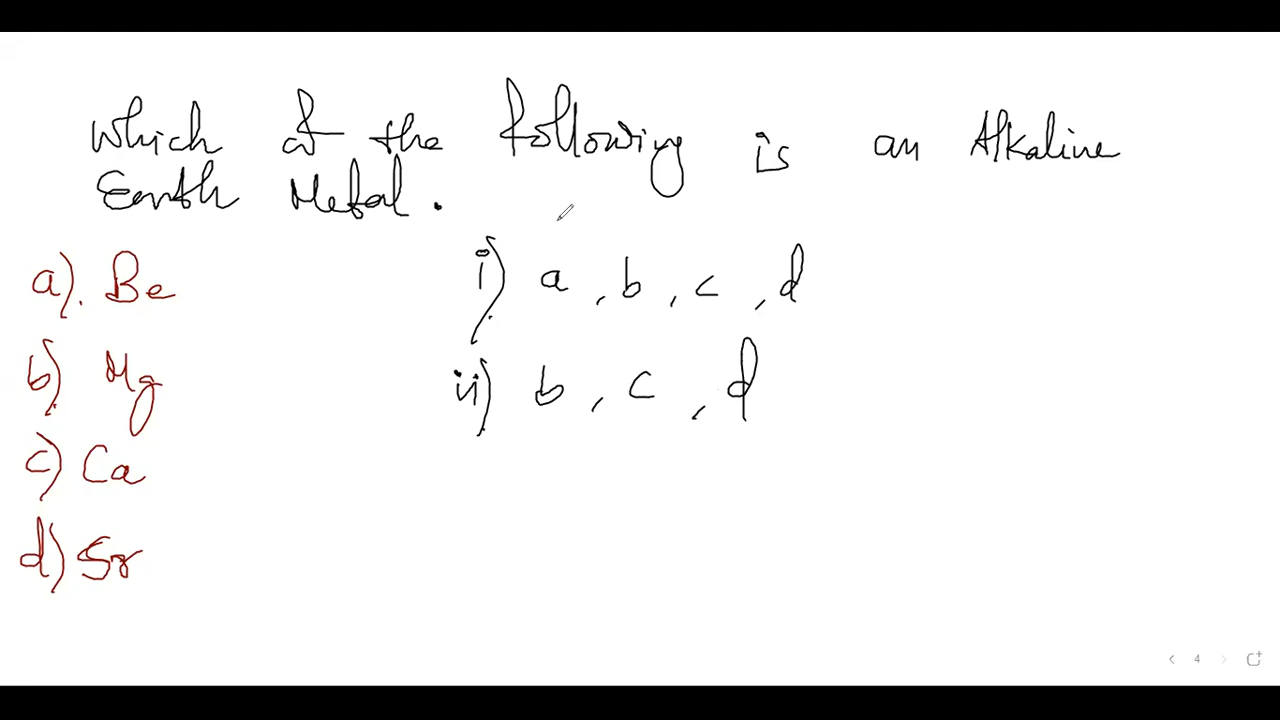 Which of the following is an Alkaline
Earth Metal.
a). Be
b) Mg
c) Ca
d) Sr
i) a, b, c, d
ii) b, c, d
4